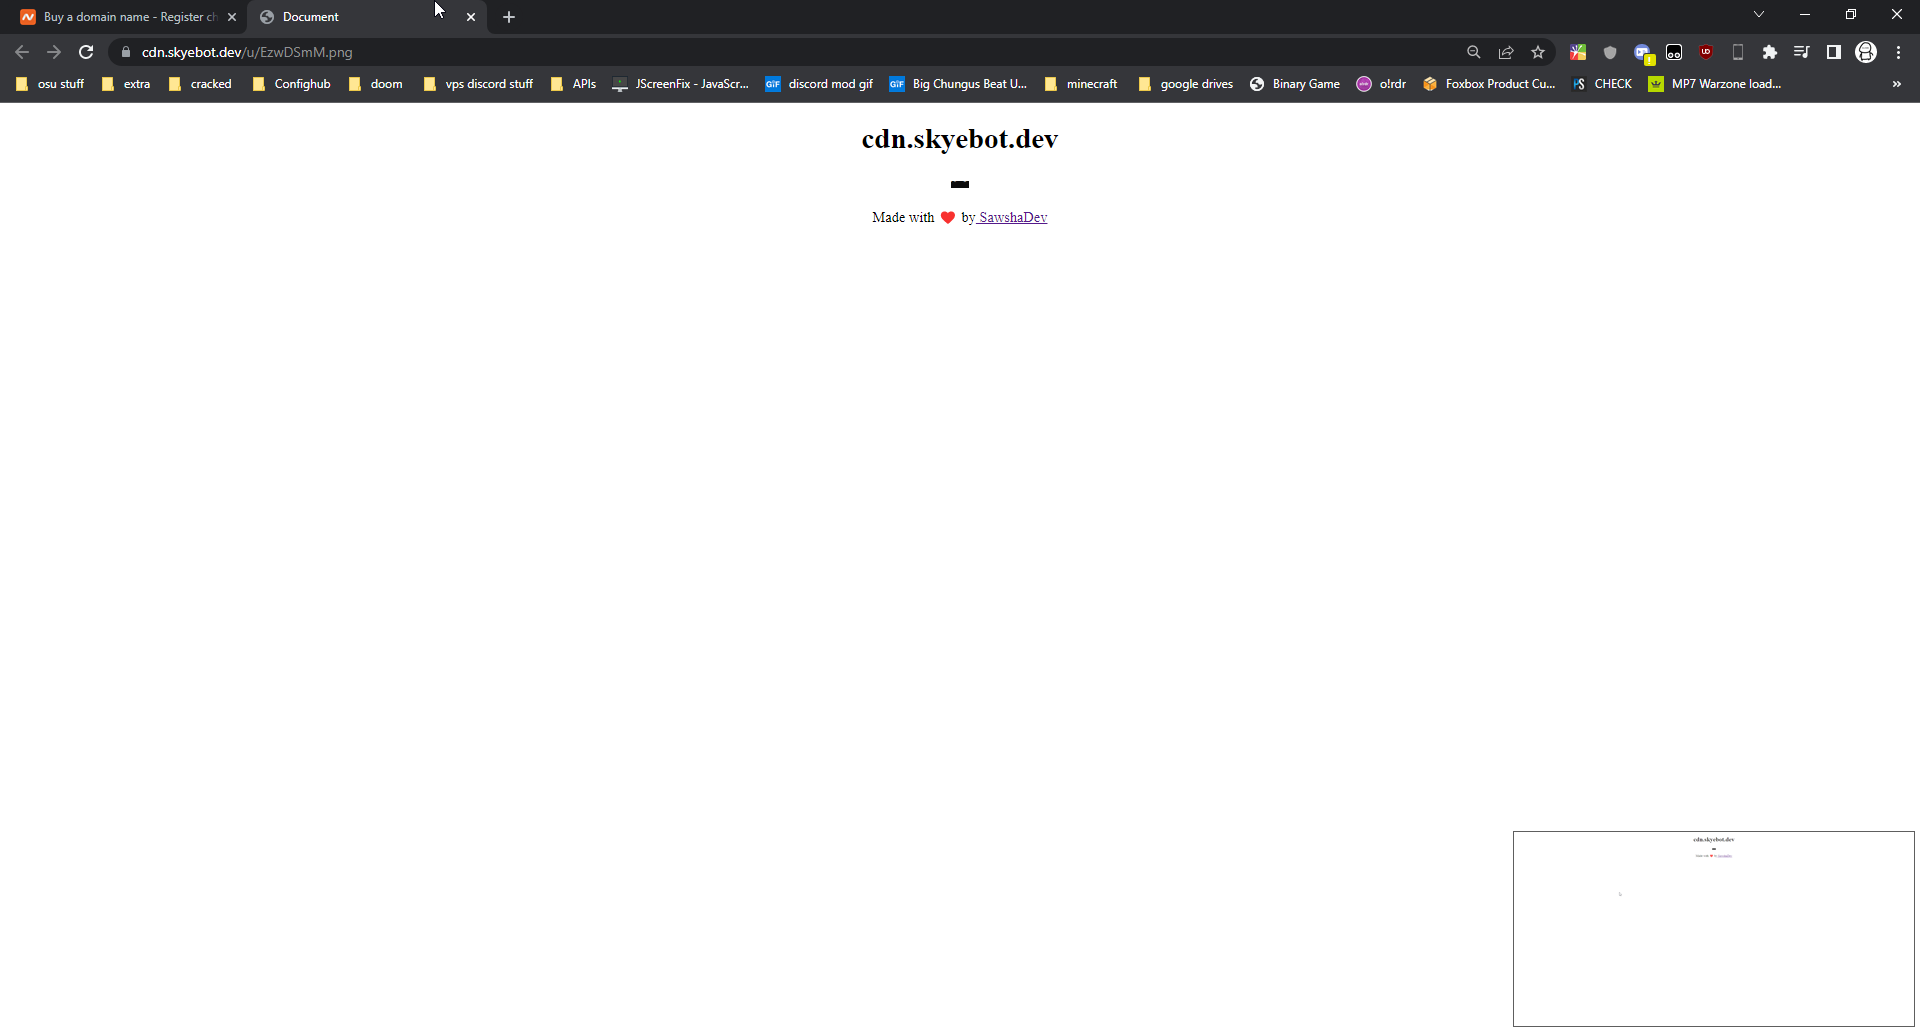 Buy a domain name - Register ch
Document
cdn.skyebot.dev/u/EzwDSmM.png
osu stuff
extra
cracked
Confighub
doom
vps discord stuff
APIs
JScreenFix - JavaScr...
GIF
discord mod gif
GIF
Big Chungus Beat U...
minecraft
google drives
Binary Game
o!rdr
Foxbox Product Cu...
CHECK
MP7 Warzone load...
»
cdn.skyebot.dev
Made with ❤️ by SawshaDev
cdn.skyebot.dev